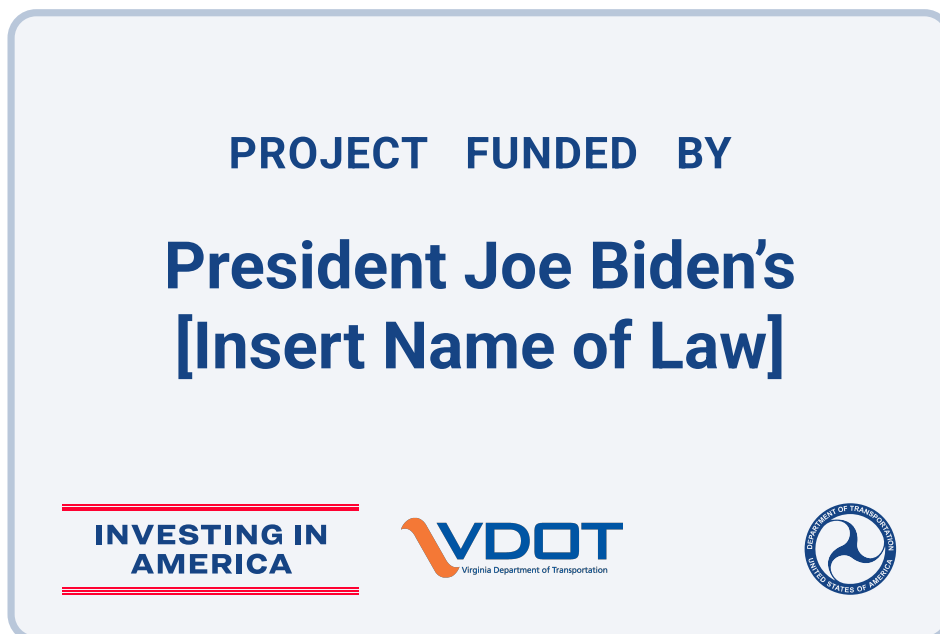 PROJECT FUNDED BY
President Joe Biden’s
[Insert Name of Law]
INVESTING IN
AMERICA
VDOT
Virginia Department of Transportation
DEPARTMENT OF TRANSPORTATION
UNITED STATES OF AMERICA